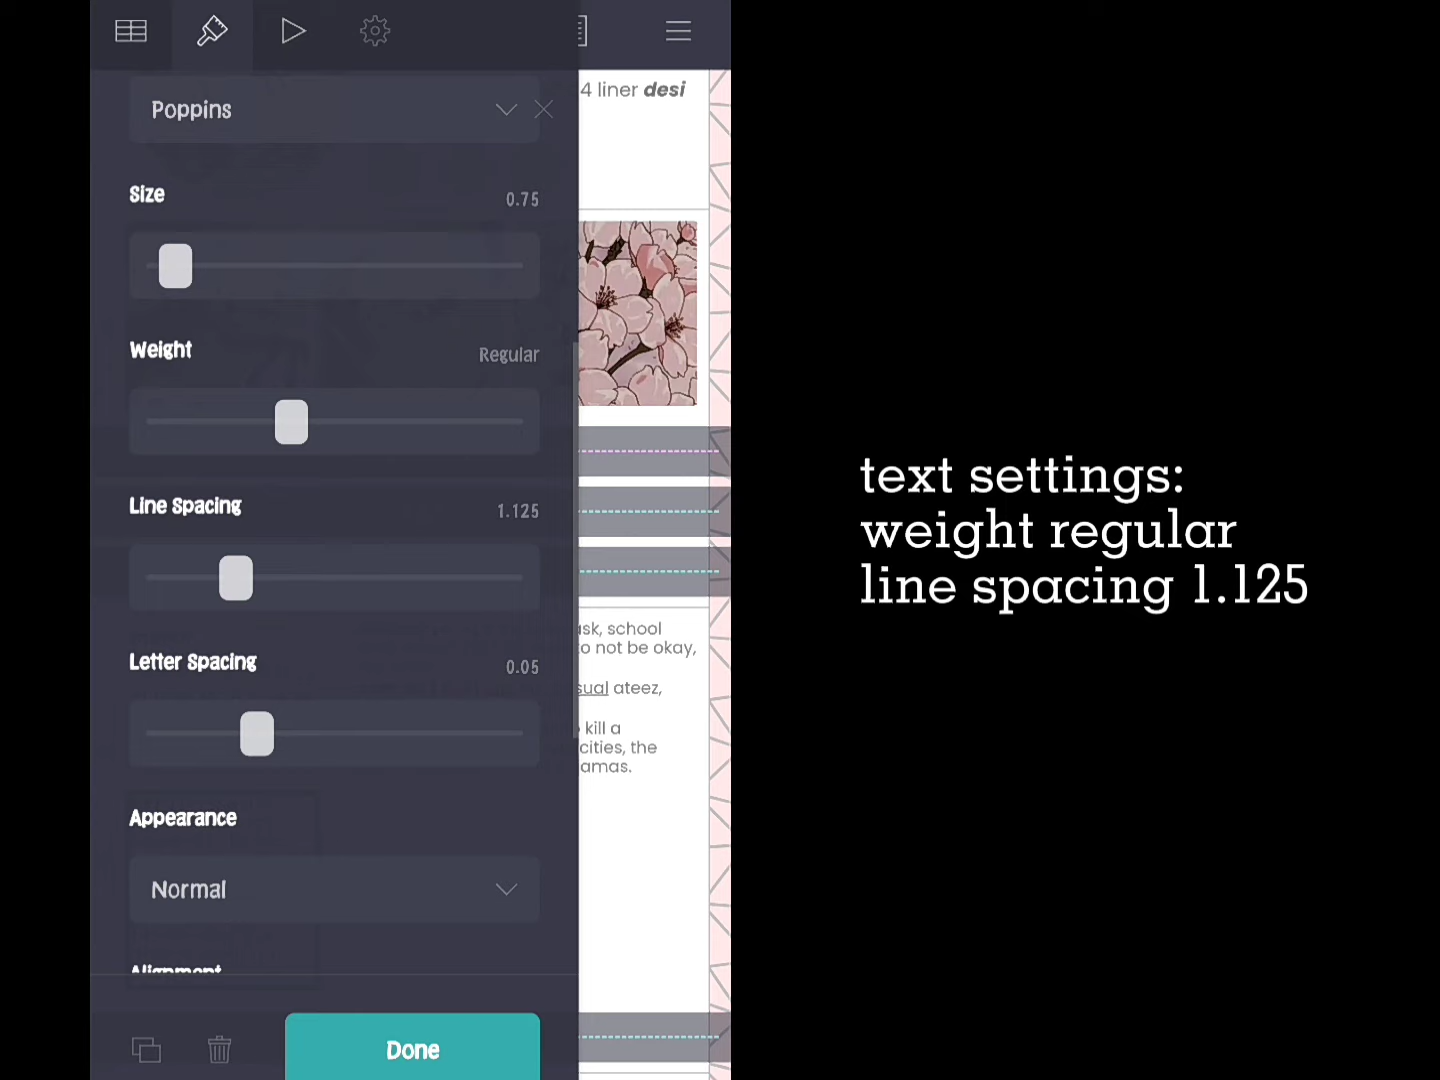 Poppins
Size
0.75
Weight
Regular
Line Spacing
1.125
Letter Spacing
0.05
Appearance
Normal
Alignment
Done
4 liner desi
ask, school
o not be okay,
sual ateez,
kill a
cities, the
amas.
text settings:
weight regular
line spacing 1.125